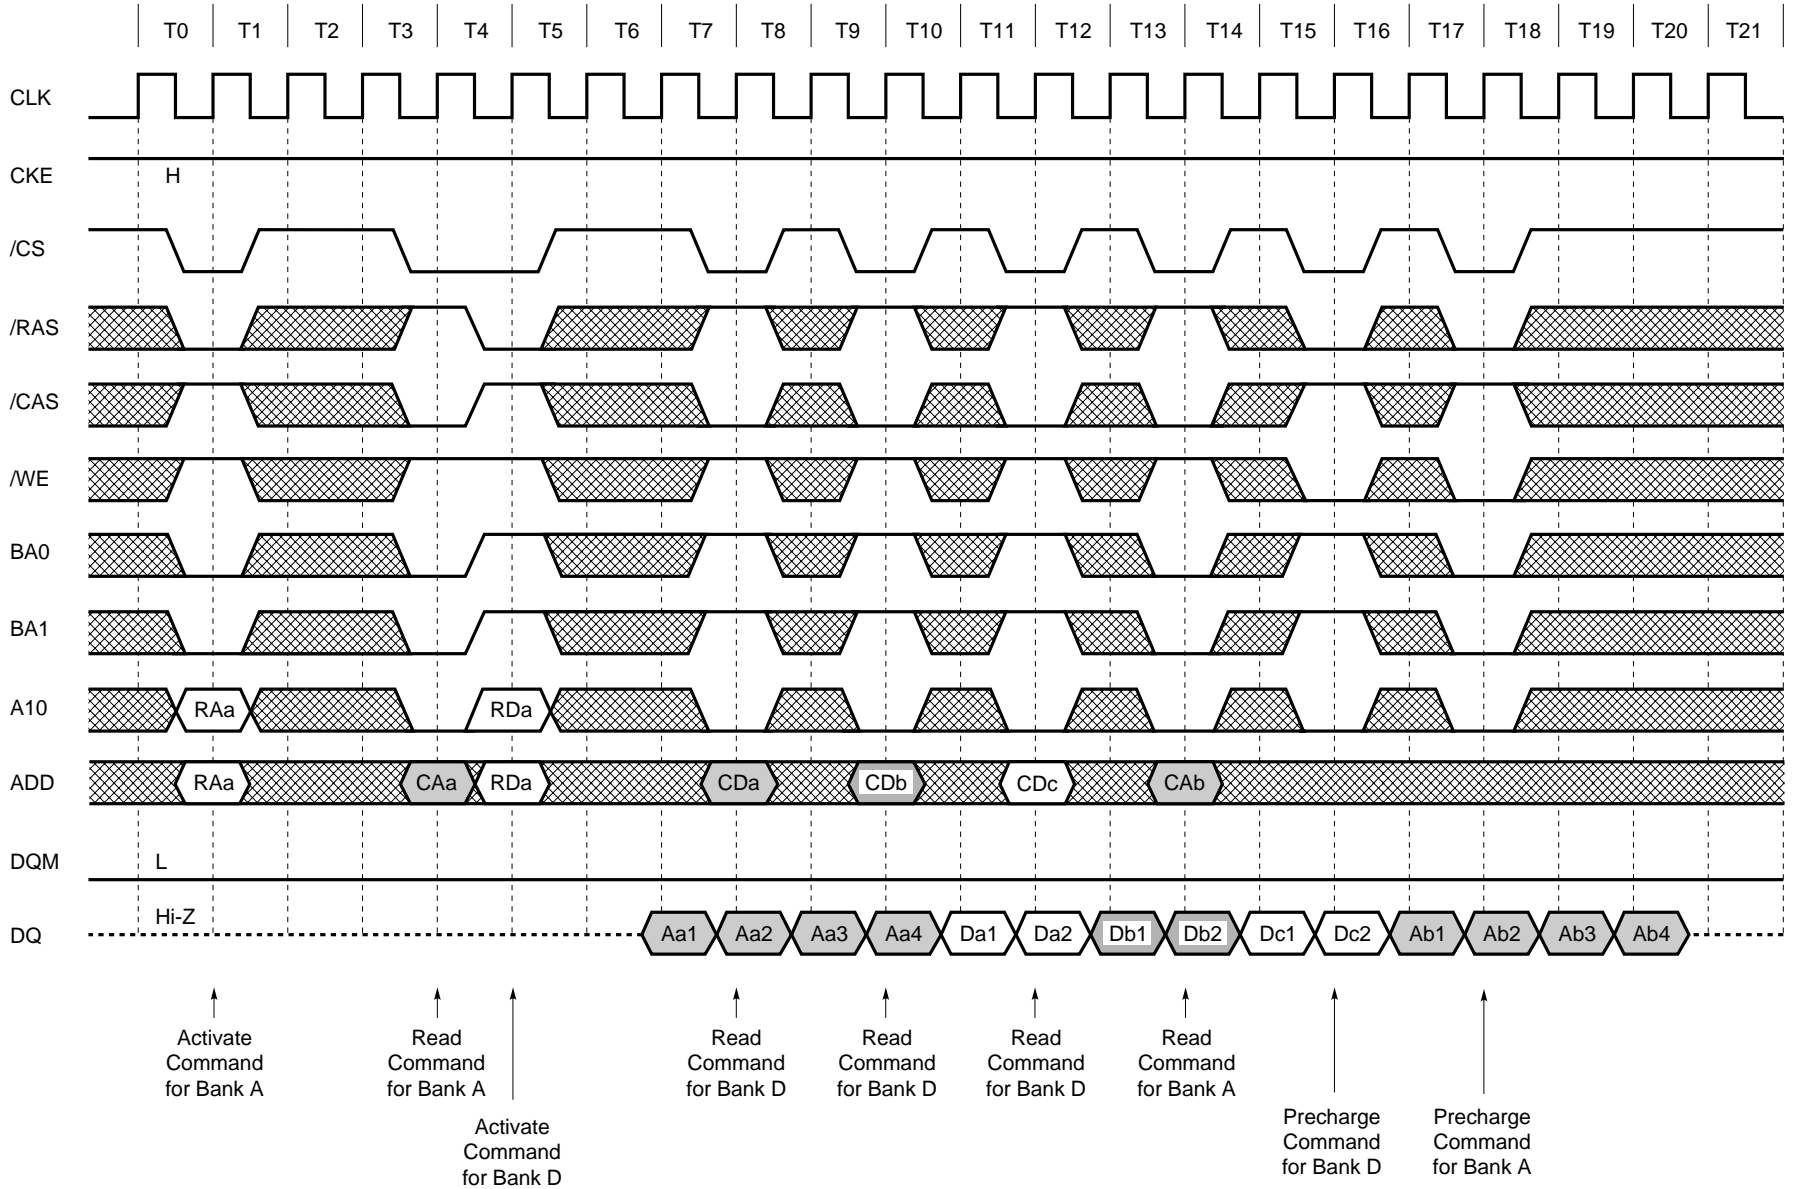 T0 T1 T2 T3 T4 T5 T6 T7 T8 T9 T10 T11 T12 T13 T14 T15 T16 T17 T18 T19 T20 T21
CLK
CKE H
/CS
/RAS
/CAS
/WE
BA0
BA1
A10 RAa RDa
ADD RAa CAa RDa CDa CDb CDc CAb
DQM L
Hi-Z
DQ Aa1 Aa2 Aa3 Aa4 Da1 Da2 Db1 Db2 Dc1 Dc2 Ab1 Ab2 Ab3 Ab4
Activate
Command
for Bank A
Read
Command
for Bank A
Activate
Command
for Bank D
Read
Command
for Bank D
Read
Command
for Bank D
Read
Command
for Bank D
Read
Command
for Bank A
Precharge
Command
for Bank D
Precharge
Command
for Bank A